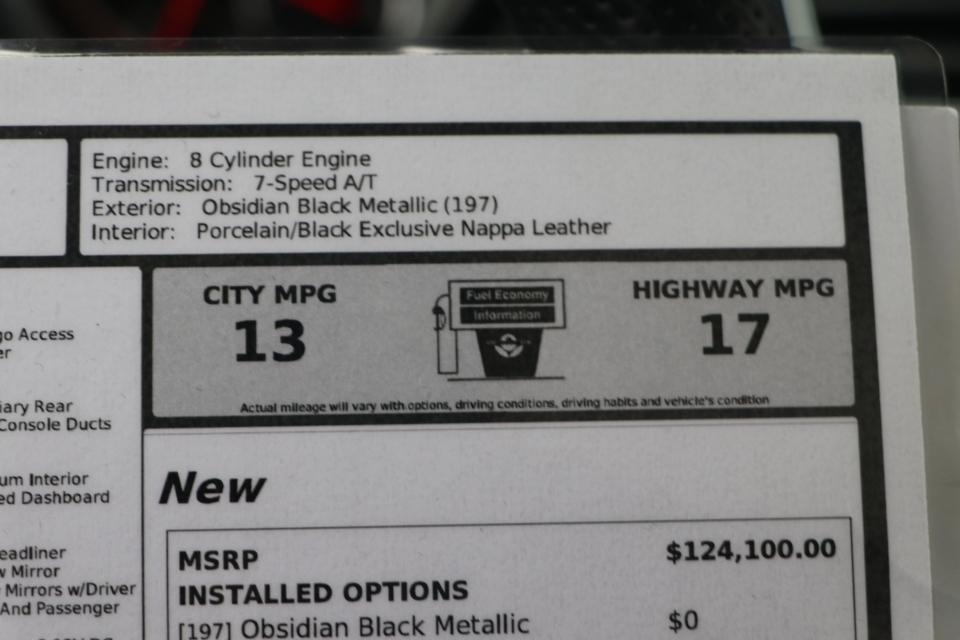 Engine: 8 Cylinder Engine
Transmission: 7-Speed A/T
Exterior: Obsidian Black Metallic (197)
Interior: Porcelain/Black Exclusive Nappa Leather
CITY MPG
13
Fuel Economy
Information
HIGHWAY MPG
17
Actual mileage will vary with options, driving conditions, driving habits and vehicle's condition
go Access
er
iary Rear
Console Ducts
um Interior
ed Dashboard
eadliner
w Mirror
Mirrors w/Driver
And Passenger
New
MSRP $124,100.00
INSTALLED OPTIONS
[197] Obsidian Black Metallic $0